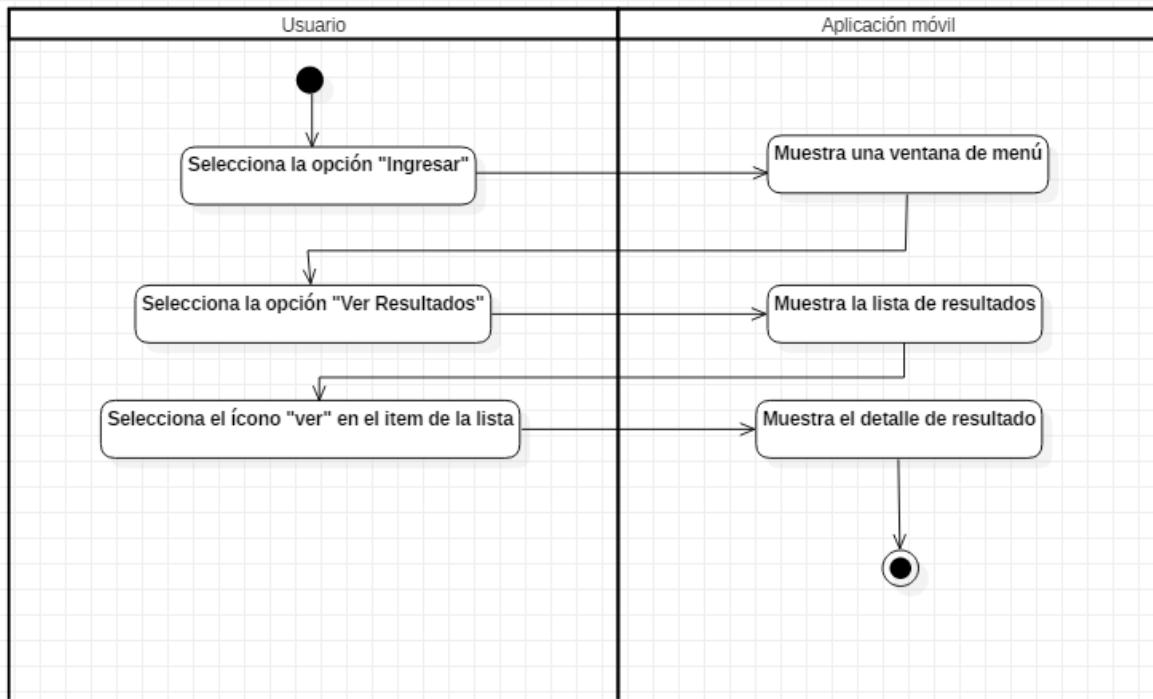 Usuario
Aplicación móvil
Selecciona la opción "Ingresar"
Muestra una ventana de menú
Selecciona la opción "Ver Resultados"
Muestra la lista de resultados
Selecciona el ícono "ver" en el item de la lista
Muestra el detalle de resultado